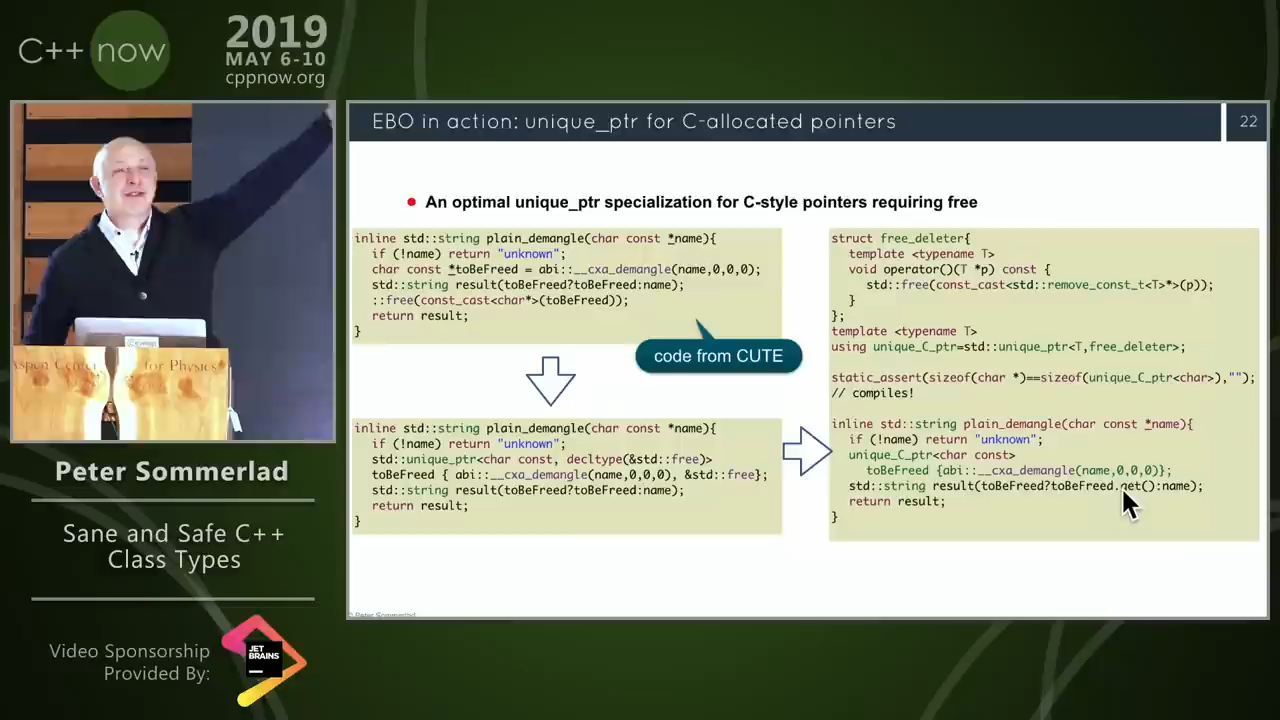 C++ now
2019
MAY 6-10
cppnow.org
EBO in action: unique_ptr for C-allocated pointers
22
• An optimal unique_ptr specialization for C-style pointers requiring free
inline std::string plain_demangle(char const *name){
if (!name) return "unknown";
char const *toBeFreed = abi::__cxa_demangle(name,0,0,0);
std::string result(toBeFreed?toBeFreed:name);
::free(const_cast<char*>(toBeFreed));
return result;
}
code from CUTE
inline std::string plain_demangle(char const *name){
if (!name) return "unknown";
std::unique_ptr<char const, decltype(&std::free)>
toBeFreed { abi::__cxa_demangle(name,0,0,0), &std::free};
std::string result(toBeFreed?toBeFreed:name);
return result;
}
struct free_deleter{
template <typename T>
void operator()(T *p) const {
std::free(const_cast<std::remove_const_t<T>*>(p));
}
};
template <typename T>
using unique_C_ptr=std::unique_ptr<T,free_deleter>;
static_assert(sizeof(char *)==sizeof(unique_C_ptr<char>),"");
// compiles!
inline std::string plain_demangle(char const *name){
if (!name) return "unknown";
unique_C_ptr<char const>
toBeFreed {abi::__cxa_demangle(name,0,0,0)};
std::string result(toBeFreed?toBeFreed.get():name);
return result;
}
© Peter Sommerlad
Aspen Center for Physics
Peter Sommerlad
Sane and Safe C++
Class Types
Video Sponsorship
Provided By:
JET
BRAINS